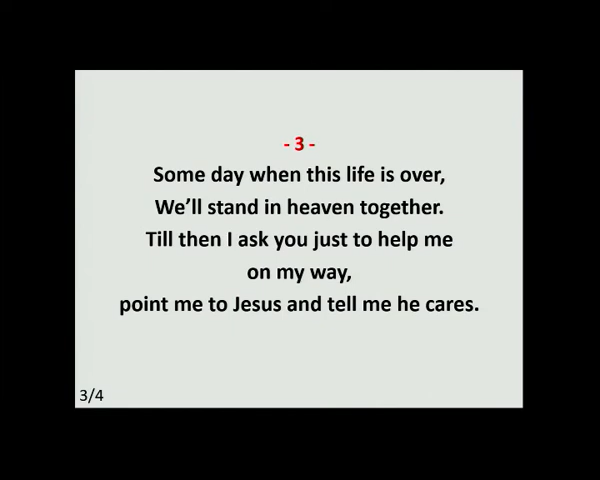 - 3 -
Some day when this life is over,
We’ll stand in heaven together.
Till then I ask you just to help me
on my way,
point me to Jesus and tell me he cares.
3/4